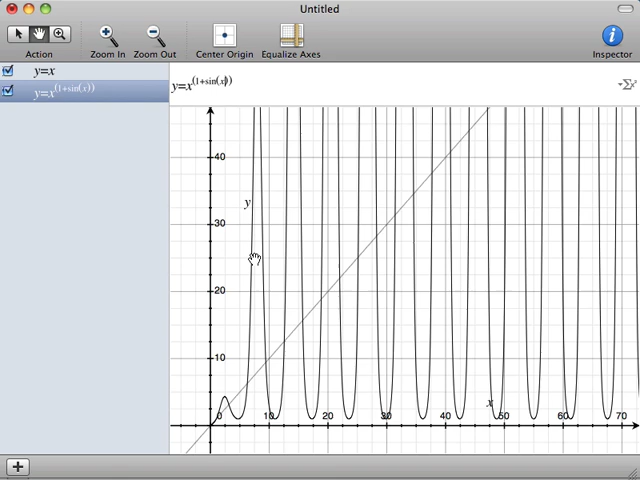 Untitled
Action
Zoom In
Zoom Out
Center Origin
Equalize Axes
Inspector
y=x
y=x^(1+sin(x))
y=x^(1+sin(x))
Σx²
40
y
30
20
10
x
0 10 20 30 40 50 60 70